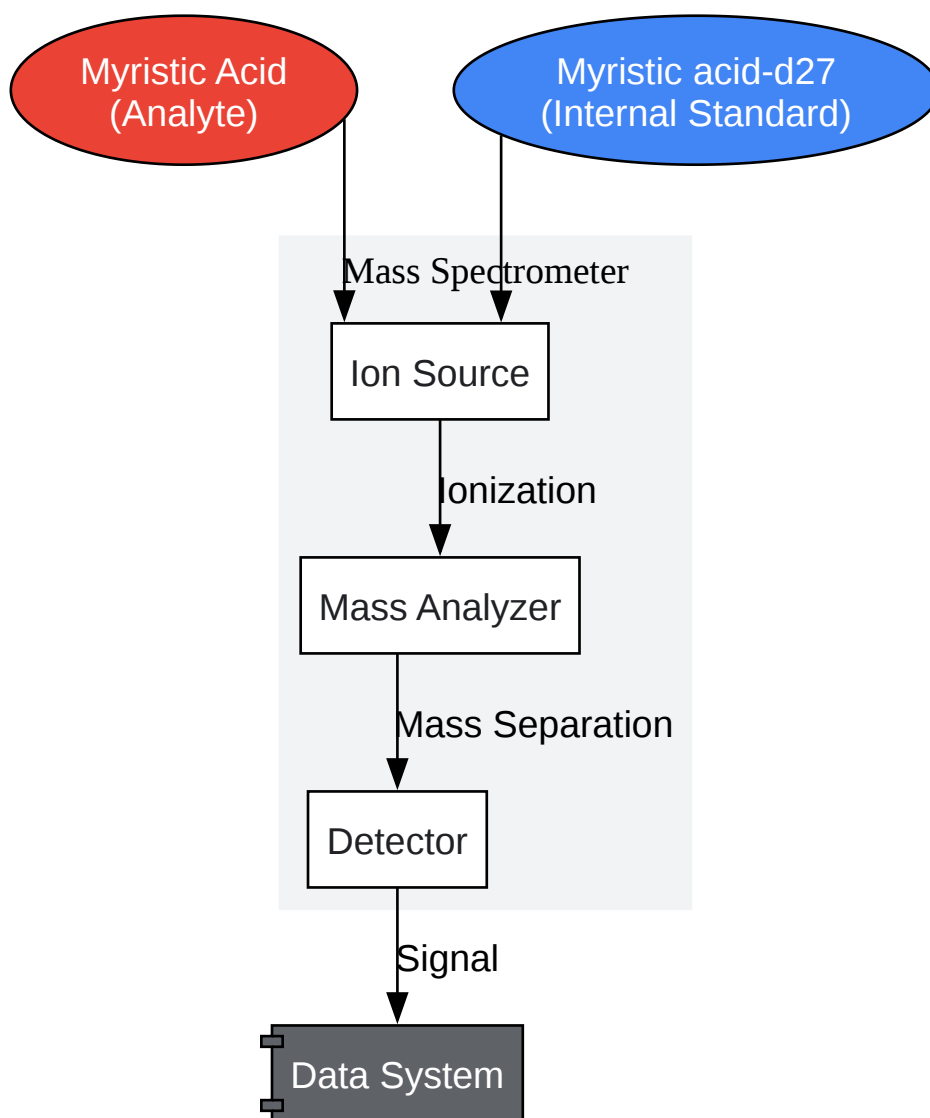 Myristic Acid
(Analyte)
Myristic acid-d27
(Internal Standard)
Mass Spectrometer
Ion Source
Ionization
Mass Analyzer
Mass Separation
Detector
Signal
Data System